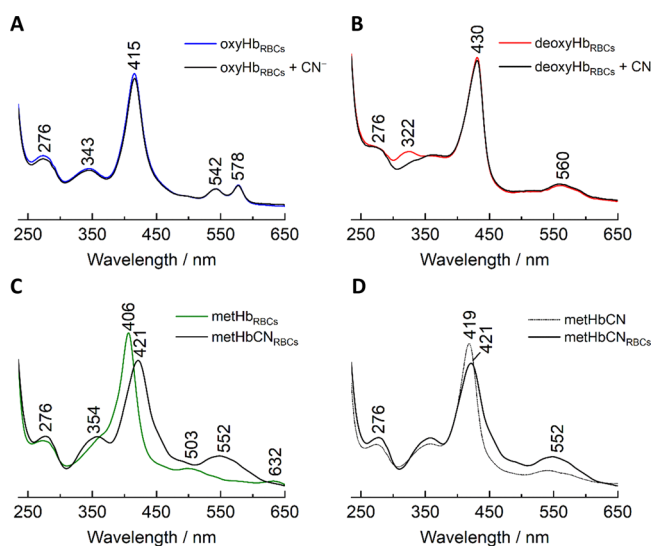 A
415
oxyHbRBCs
oxyHbRBCs + CN⁻
276
343
542
578
250 350 450 550 650
Wavelength / nm
B
430
deoxyHbRBCs
deoxyHbRBCs + CN
276
322
560
250 350 450 550 650
Wavelength / nm
C
406
metHbRBCs
metHbCNRBCs
421
276
354
503
552
632
250 350 450 550 650
Wavelength / nm
D
419
metHbCN
metHbCNRBCs
421
276
552
250 350 450 550 650
Wavelength / nm